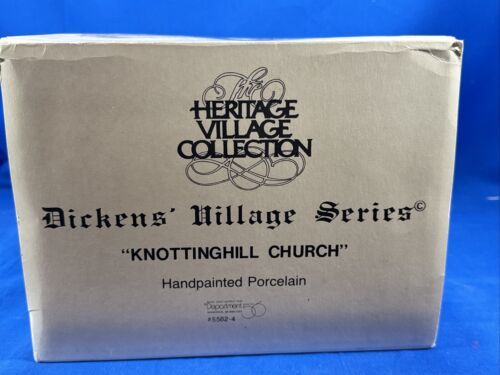 The
HERITAGE
VILLAGE
COLLECTION
Dickens' Village Series©
"KNOTTINGHILL CHURCH"
Handpainted Porcelain
Department 56
#5582-4